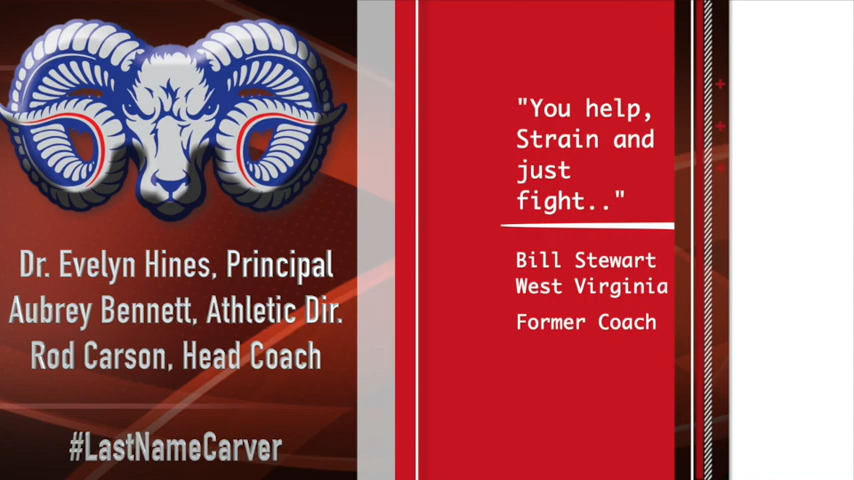 Dr. Evelyn Hines, Principal
Aubrey Bennett, Athletic Dir.
Rod Carson, Head Coach
#LastNameCarver
"You help,
Strain and
just
fight.."
Bill Stewart
West Virginia
Former Coach